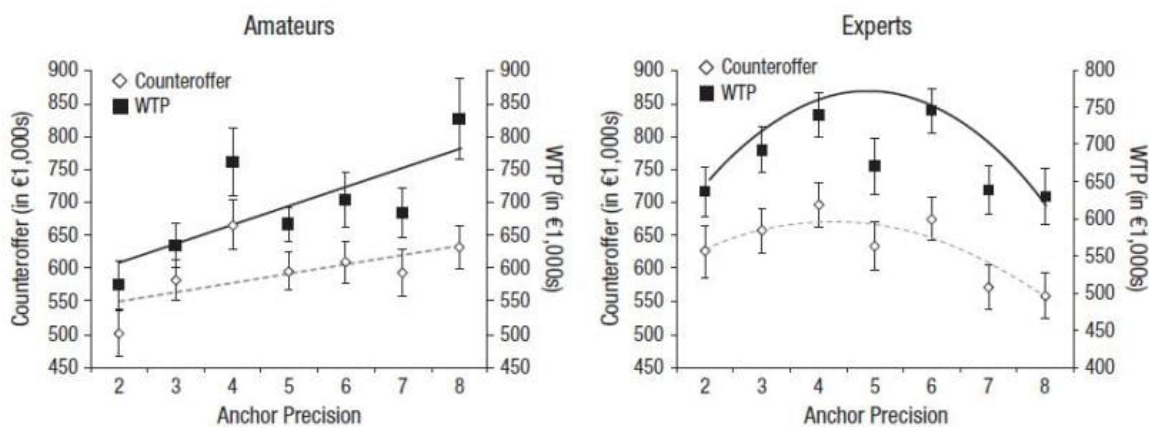 Amateurs
Counteroffer
WTP
900
850
800
750
700
650
600
550
500
450
Counteroffer (in €1,000s)
900
850
800
750
700
650
600
550
500
450
WTP (in €1,000s)
2 3 4 5 6 7 8
Anchor Precision
Experts
Counteroffer
WTP
900
850
800
750
700
650
600
550
500
450
Counteroffer (in €1,000s)
800
750
700
650
600
550
500
450
400
WTP (in €1,000s)
2 3 4 5 6 7 8
Anchor Precision